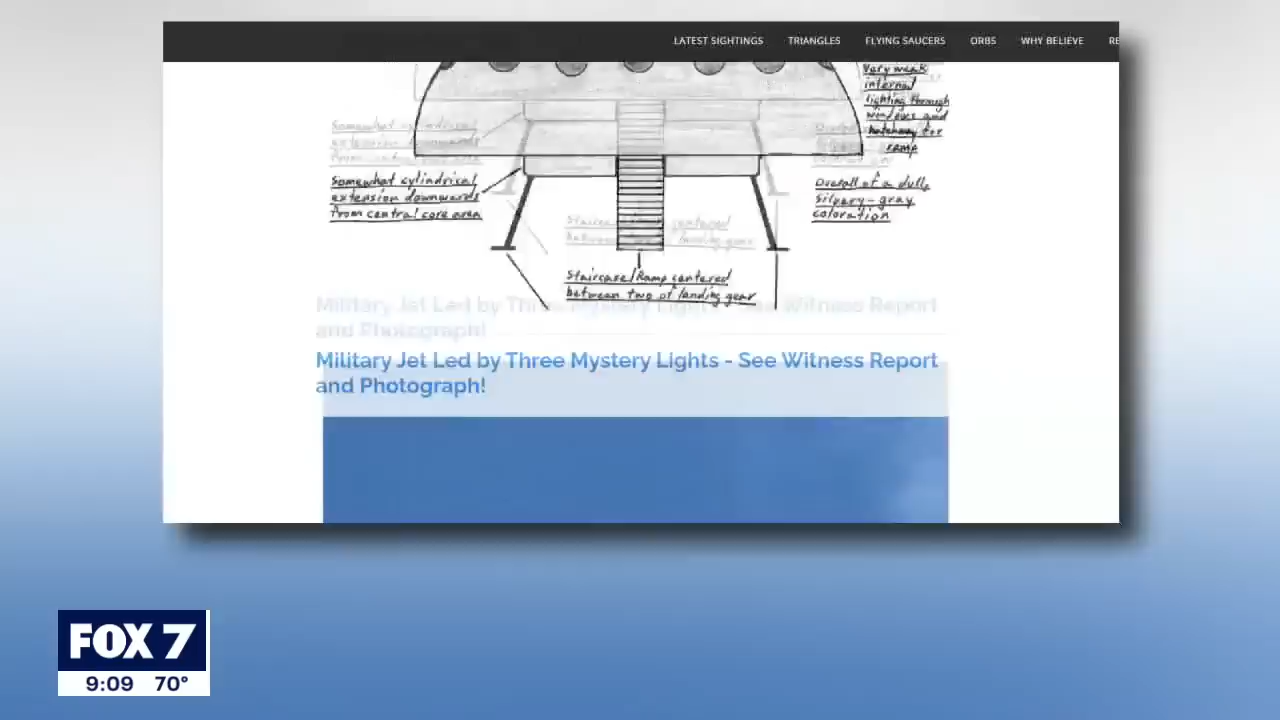 LATEST SIGHTINGS TRIANGLES FLYING SAUCERS ORBS WHY BELIEVE RE
Very weak
internal
lighting through
windows and
hatchway for
ramp
Somewhat cylindrical
extension downwards
from central core area
Overall of a dull,
silvery-gray
coloration
Staircase/Ramp centered
between two of landing gear
Military Jet Led by Three Mystery Lights - See Witness Report
and Photograph!
FOX 7
9:09 70°